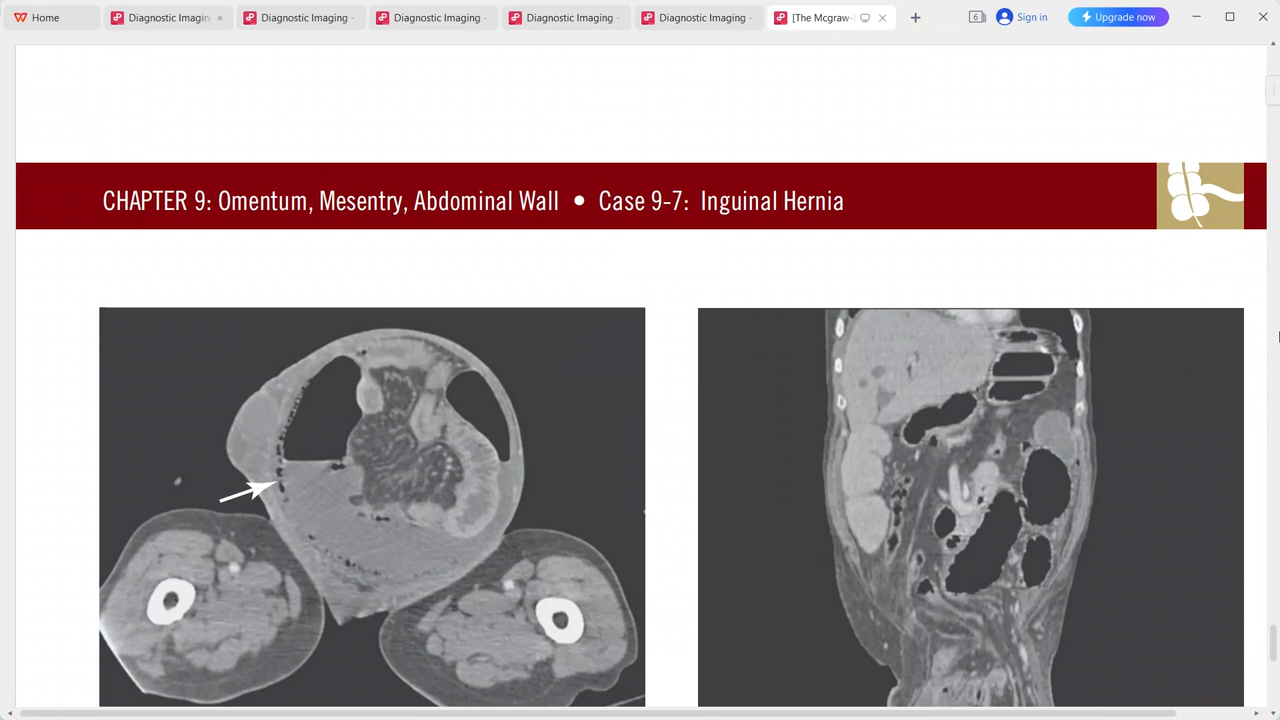 Home
Diagnostic Imagin
Diagnostic Imaging -
Diagnostic Imaging -
Diagnostic Imaging -
Diagnostic Imaging -
[The Mcgraw-
6
Sign in
Upgrade now
CHAPTER 9: Omentum, Mesentry, Abdominal Wall • Case 9-7: Inguinal Hernia